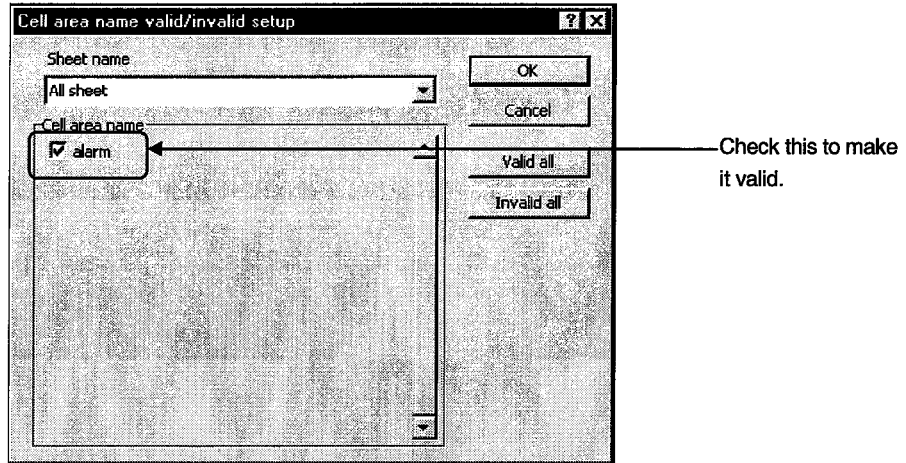 Cell area name valid/invalid setup
Sheet name
All sheet
OK
Cancel
Cell area name
alarm
Valid all
Invalid all
Check this to make
it valid.